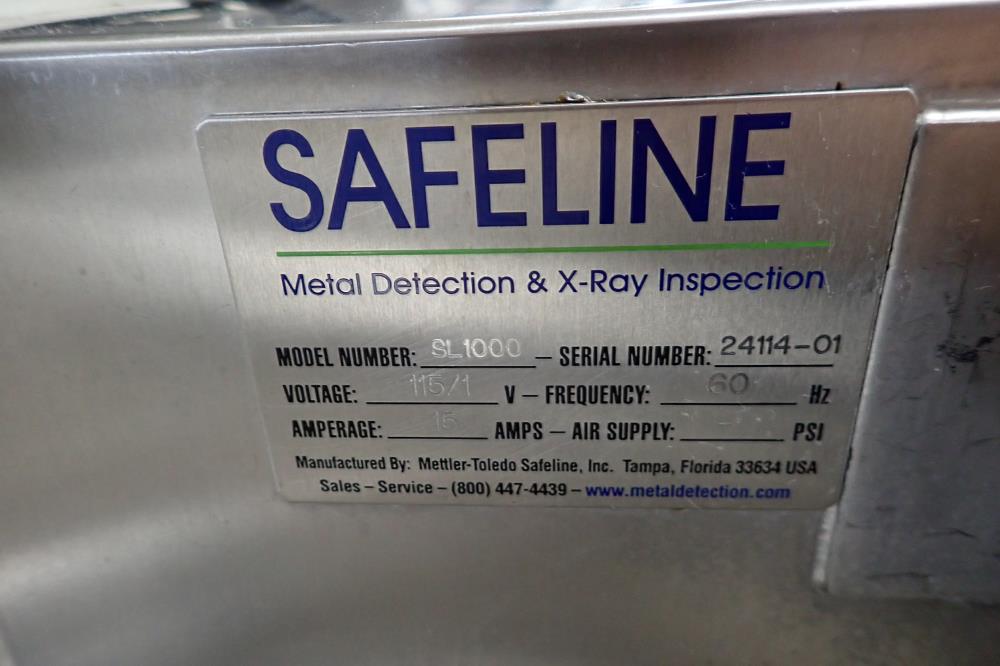 SAFELINE
Metal Detection & X-Ray Inspection
MODEL NUMBER: SL1000 – SERIAL NUMBER: 24114-01
VOLTAGE: 115/1 V – FREQUENCY: 60 Hz
AMPERAGE: 15 AMPS – AIR SUPPLY: PSI
Manufactured By: Mettler-Toledo Safeline, Inc. Tampa, Florida 33634 USA
Sales – Service – (800) 447-4439 – www.metaldetection.com